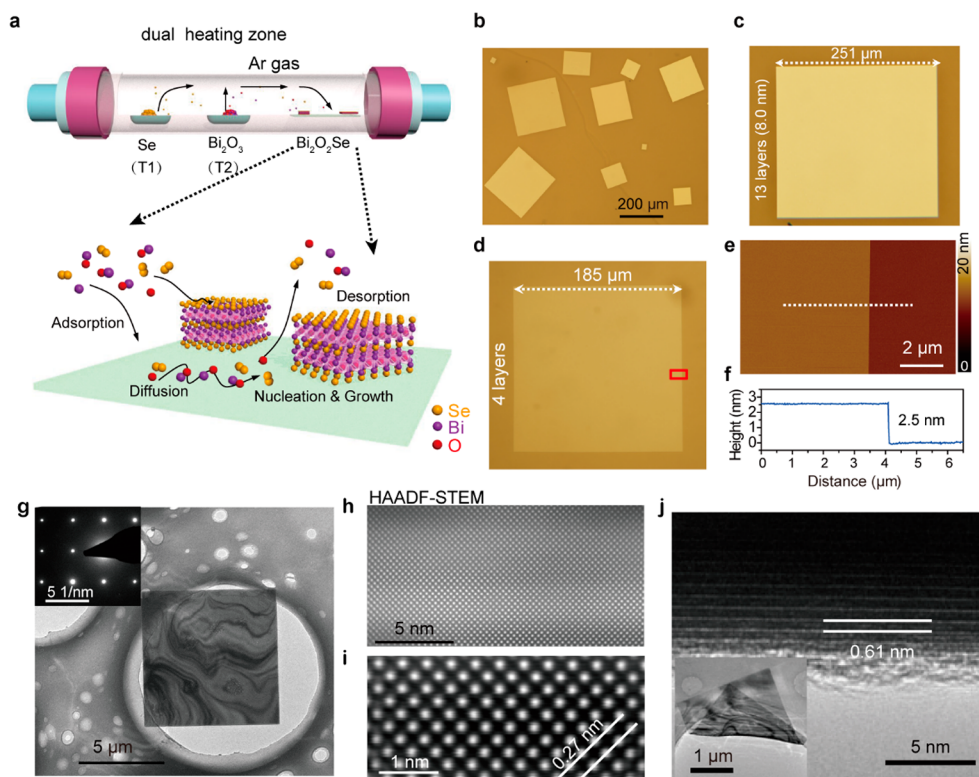 a
dual heating zone
Ar gas
Se
(T1)
Bi₂O₃
(T2)
Bi₂O₂Se
Adsorption
Desorption
Diffusion
Nucleation & Growth
Se
Bi
O
b
200 µm
c
251 µm
13 layers (8.0 nm)
d
185 µm
4 layers
e
20 nm
0
2 µm
f
Height (nm)
3
2
1
0
2.5 nm
0 1 2 3 4 5 6
Distance (µm)
g
5 1/nm
5 µm
h
HAADF-STEM
5 nm
i
1 nm
0.27 nm
j
0.61 nm
1 µm
5 nm